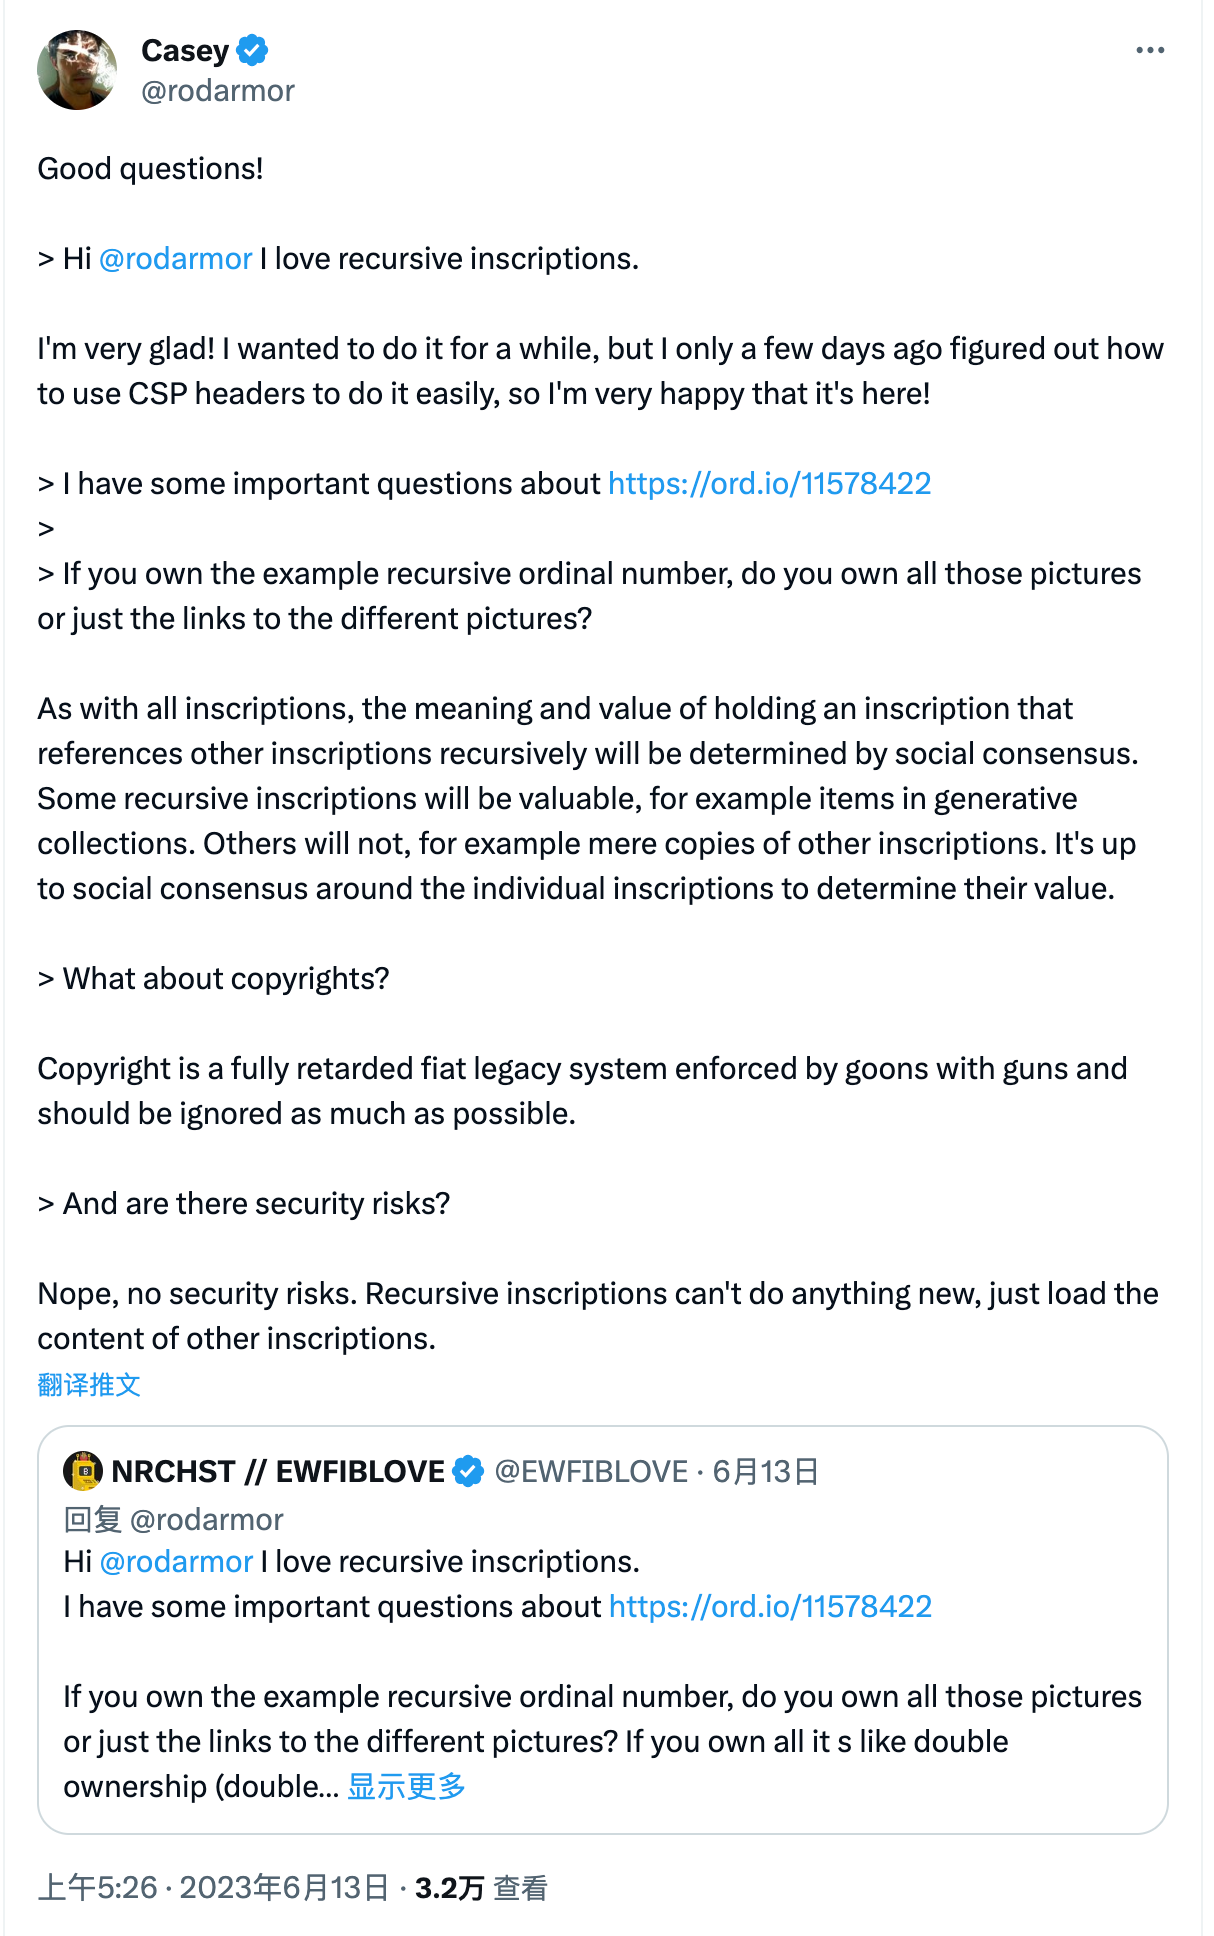 Casey
@rodarmor
Good questions!
> Hi @rodarmor I love recursive inscriptions.
I'm very glad! I wanted to do it for a while, but I only a few days ago figured out how
to use CSP headers to do it easily, so I'm very happy that it's here!
> I have some important questions about https://ord.io/11578422
>
> If you own the example recursive ordinal number, do you own all those pictures
or just the links to the different pictures?
As with all inscriptions, the meaning and value of holding an inscription that
references other inscriptions recursively will be determined by social consensus.
Some recursive inscriptions will be valuable, for example items in generative
collections. Others will not, for example mere copies of other inscriptions. It's up
to social consensus around the individual inscriptions to determine their value.
> What about copyrights?
Copyright is a fully retarded fiat legacy system enforced by goons with guns and
should be ignored as much as possible.
> And are there security risks?
Nope, no security risks. Recursive inscriptions can't do anything new, just load the
content of other inscriptions.
翻译推文
NRCHST // EWFIBLOVE @EWFIBLOVE · 6月13日
回复 @rodarmor
Hi @rodarmor I love recursive inscriptions.
I have some important questions about https://ord.io/11578422
If you own the example recursive ordinal number, do you own all those pictures
or just the links to the different pictures? If you own all it s like double
ownership (double... 显示更多
上午5:26 · 2023年6月13日 · 3.2万 查看